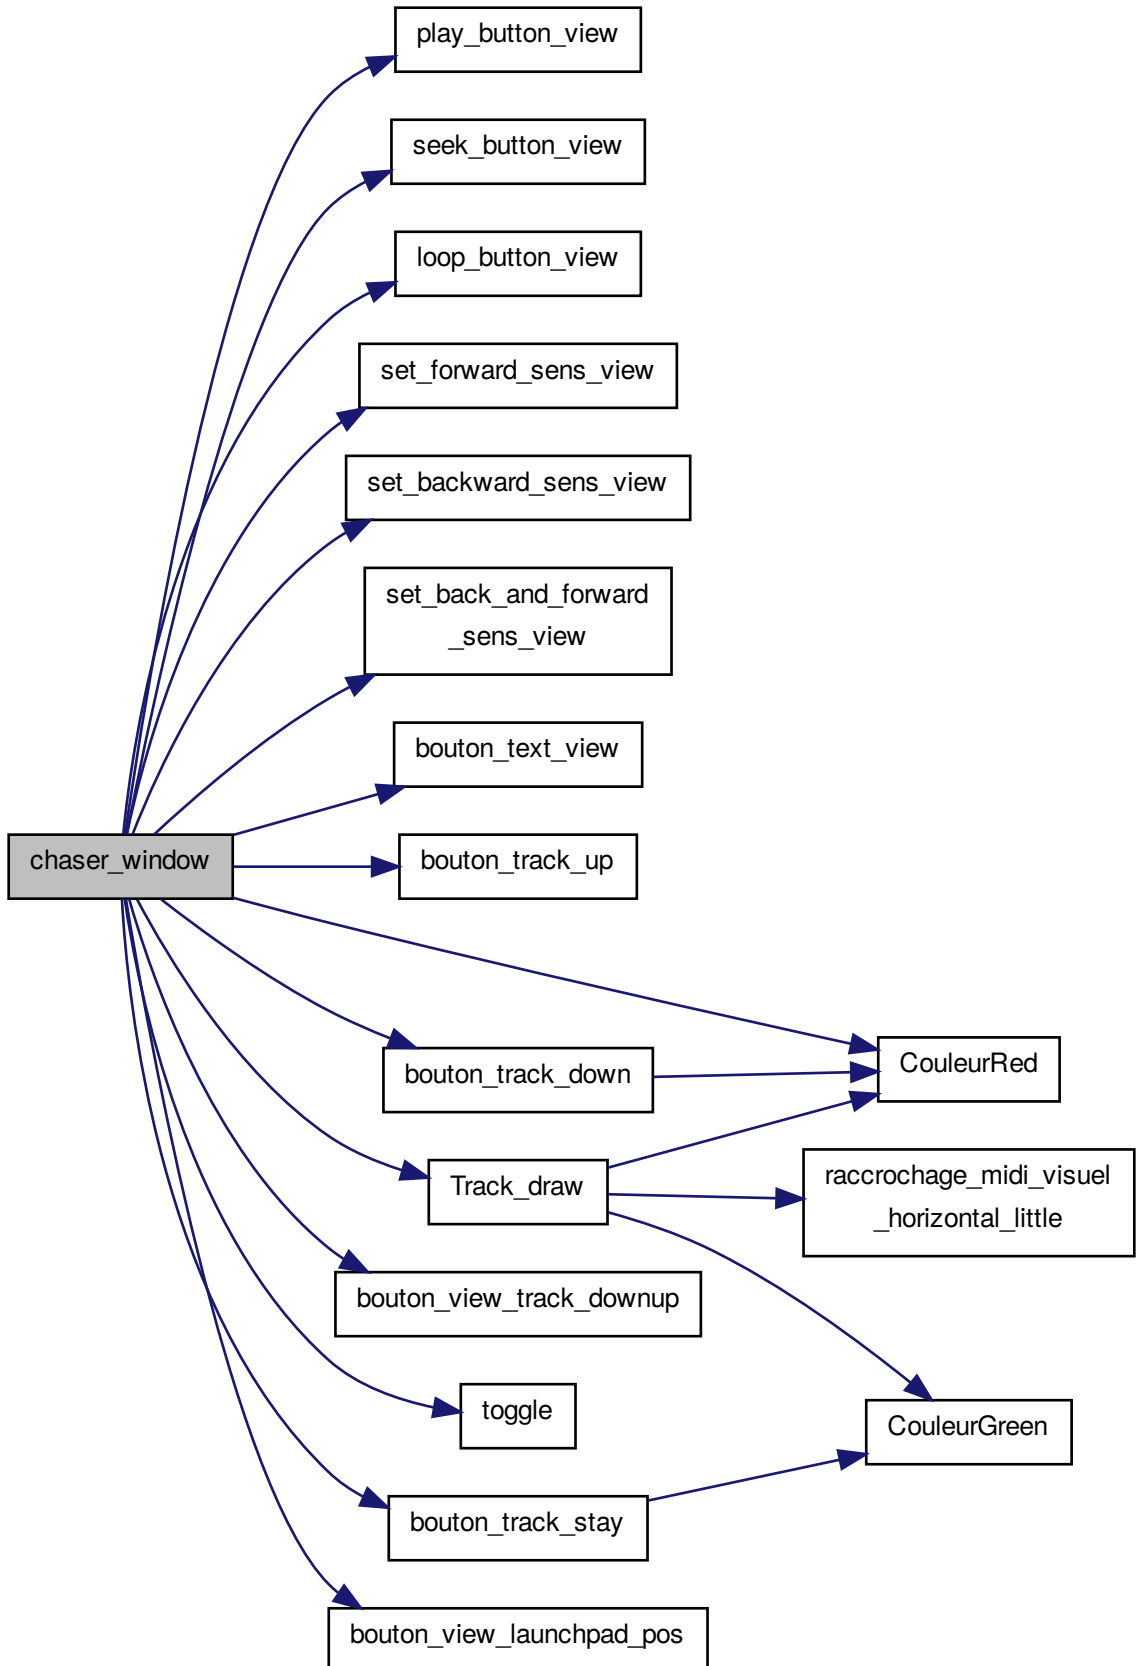 play_button_view
seek_button_view
loop_button_view
set_forward_sens_view
set_backward_sens_view
set_back_and_forward
_sens_view
bouton_text_view
chaser_window
bouton_track_up
CouleurRed
bouton_track_down
raccrochage_midi_visuel
_horizontal_little
Track_draw
bouton_view_track_downup
toggle
CouleurGreen
bouton_track_stay
bouton_view_launchpad_pos